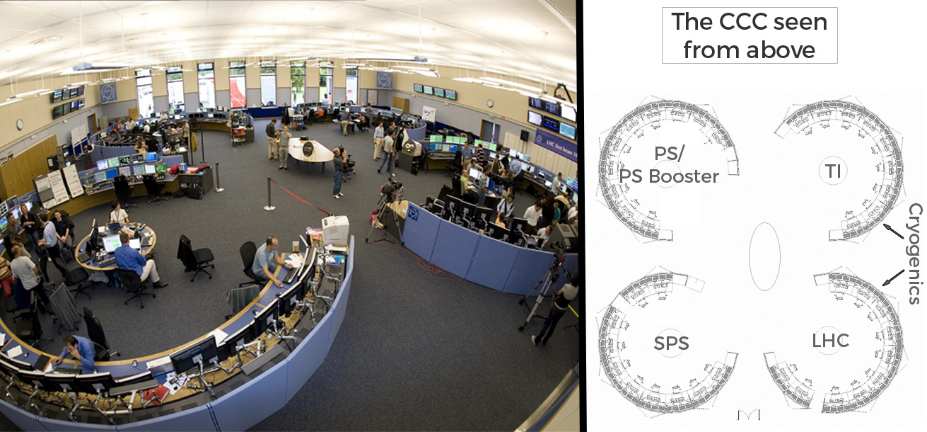 The CCC seen
from above
PS/
PS Booster
TI
Cryogenics
SPS
LHC